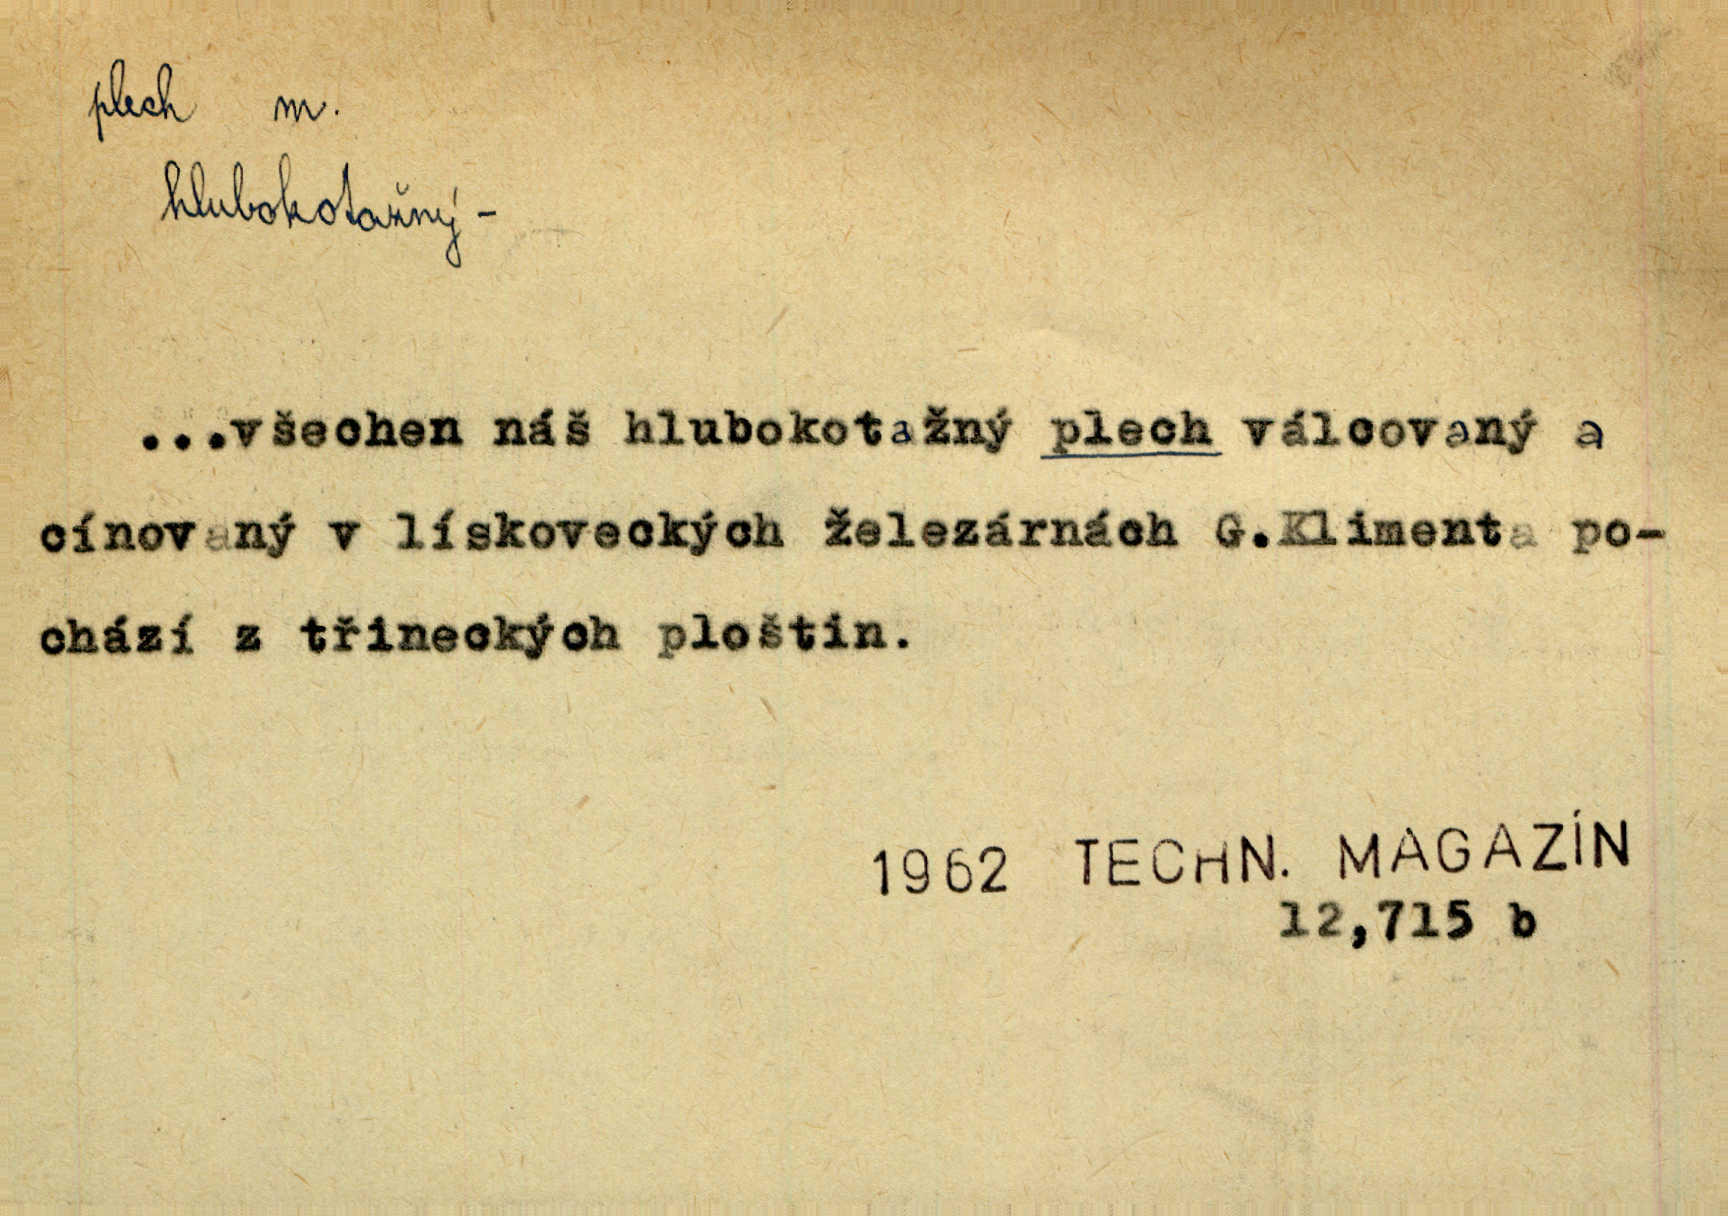 plech m.
hlubokotažný -
...všechen náš hlubokotažný plech válcovaný a
cínovaný v lískoveckých železárnách G.Klimenta po-
chází z třineckých ploštin.
1962 TECHN. MAGAZÍN
12,715 b